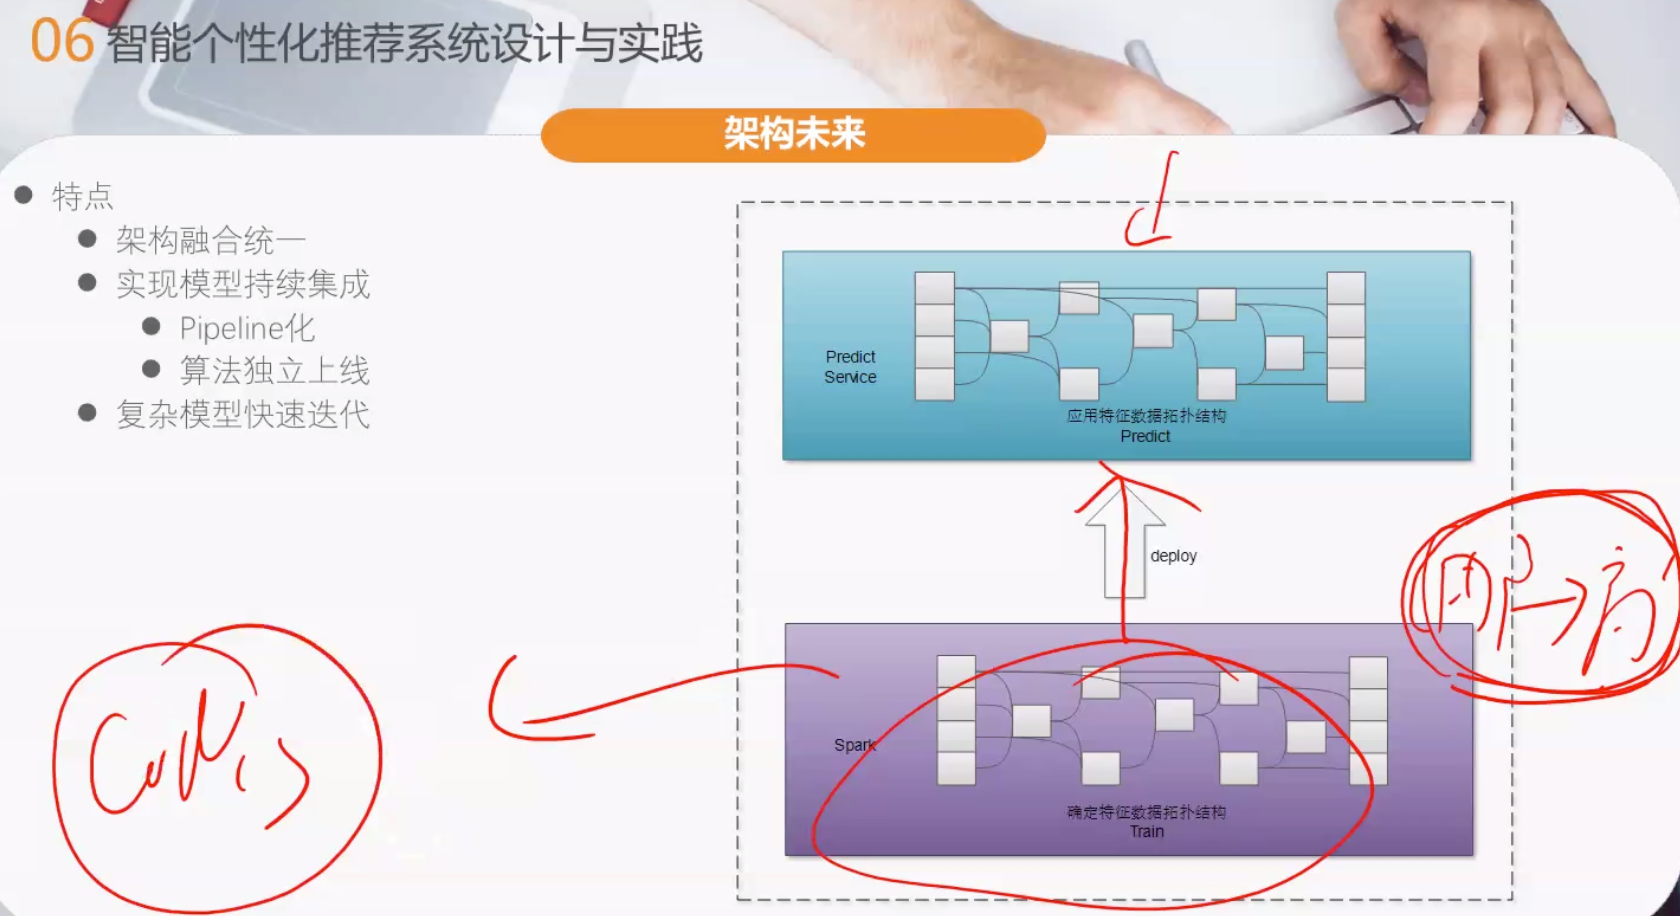 06 智能个性化推荐系统设计与实践
架构未来
特点
架构融合统一
实现模型持续集成
Pipeline化
算法独立上线
复杂模型快速迭代
Predict
Service
应用特征数据拓扑结构
Predict
deploy
Spark
确定特征数据拓扑结构
Train